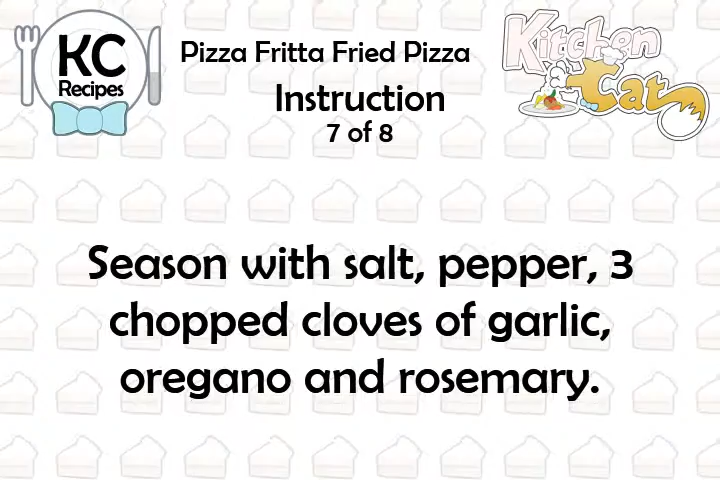 KC
Recipes
Pizza Fritta Fried Pizza
Instruction
7 of 8
Kitchen
Cat
Season with salt, pepper, 3
chopped cloves of garlic,
oregano and rosemary.